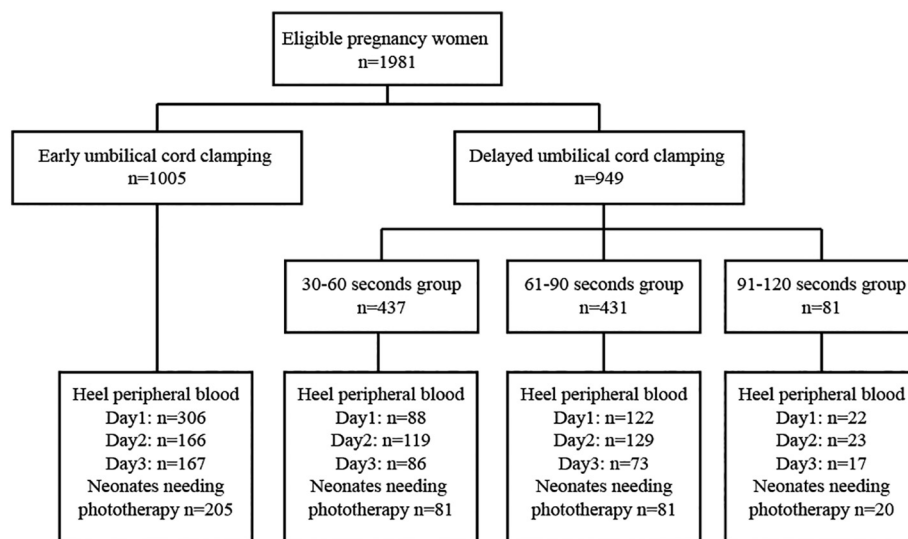 Eligible pregnancy women
n=1981
Early umbilical cord clamping
n=1005
Delayed umbilical cord clamping
n=949
30-60 seconds group
n=437
61-90 seconds group
n=431
91-120 seconds group
n=81
Heel peripheral blood
Day1: n=306
Day2: n=166
Day3: n=167
Neonates needing
phototherapy n=205
Heel peripheral blood
Day1: n=88
Day2: n=119
Day3: n=86
Neonates needing
phototherapy n=81
Heel peripheral blood
Day1: n=122
Day2: n=129
Day3: n=73
Neonates needing
phototherapy n=81
Heel peripheral blood
Day1: n=22
Day2: n=23
Day3: n=17
Neonates needing
phototherapy n=20